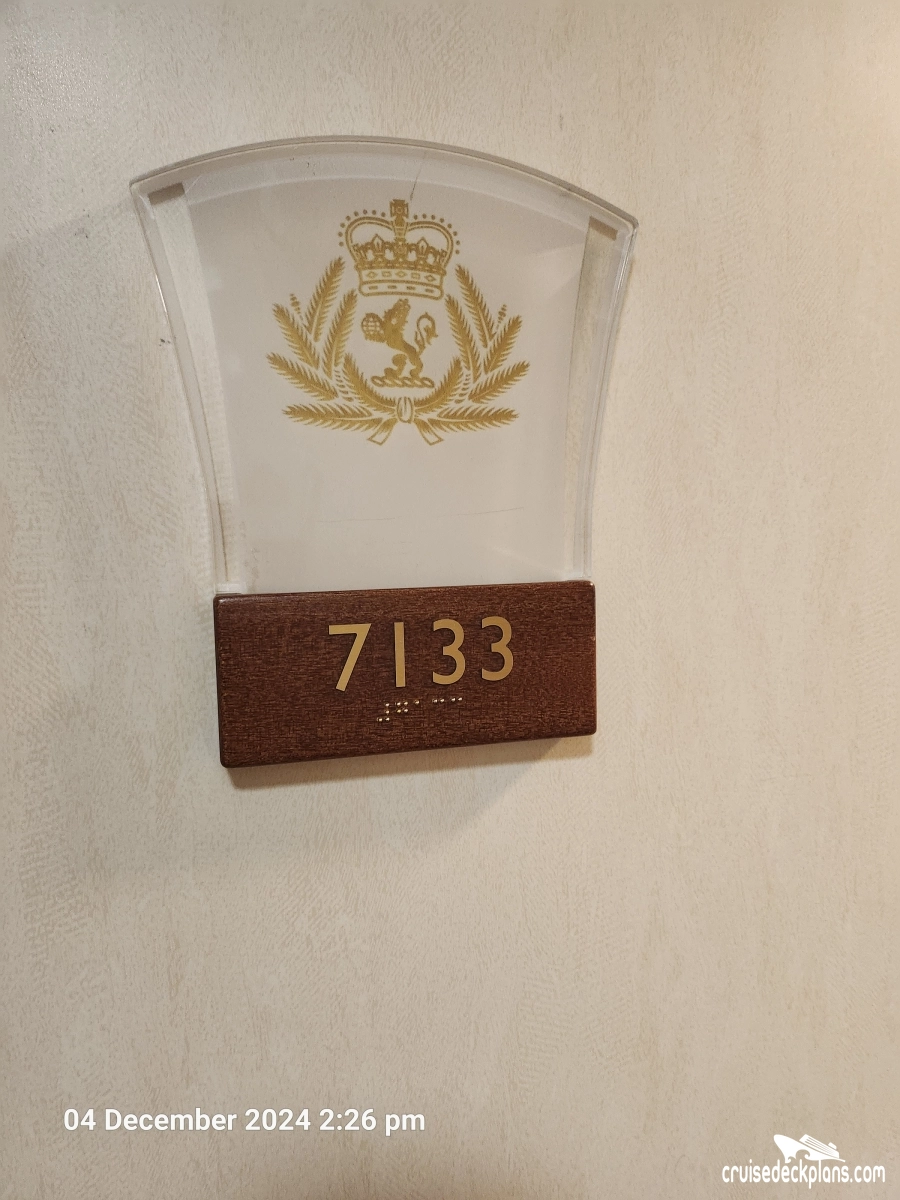 7133
04 December 2024 2:26 pm
cruisedeckplans.com